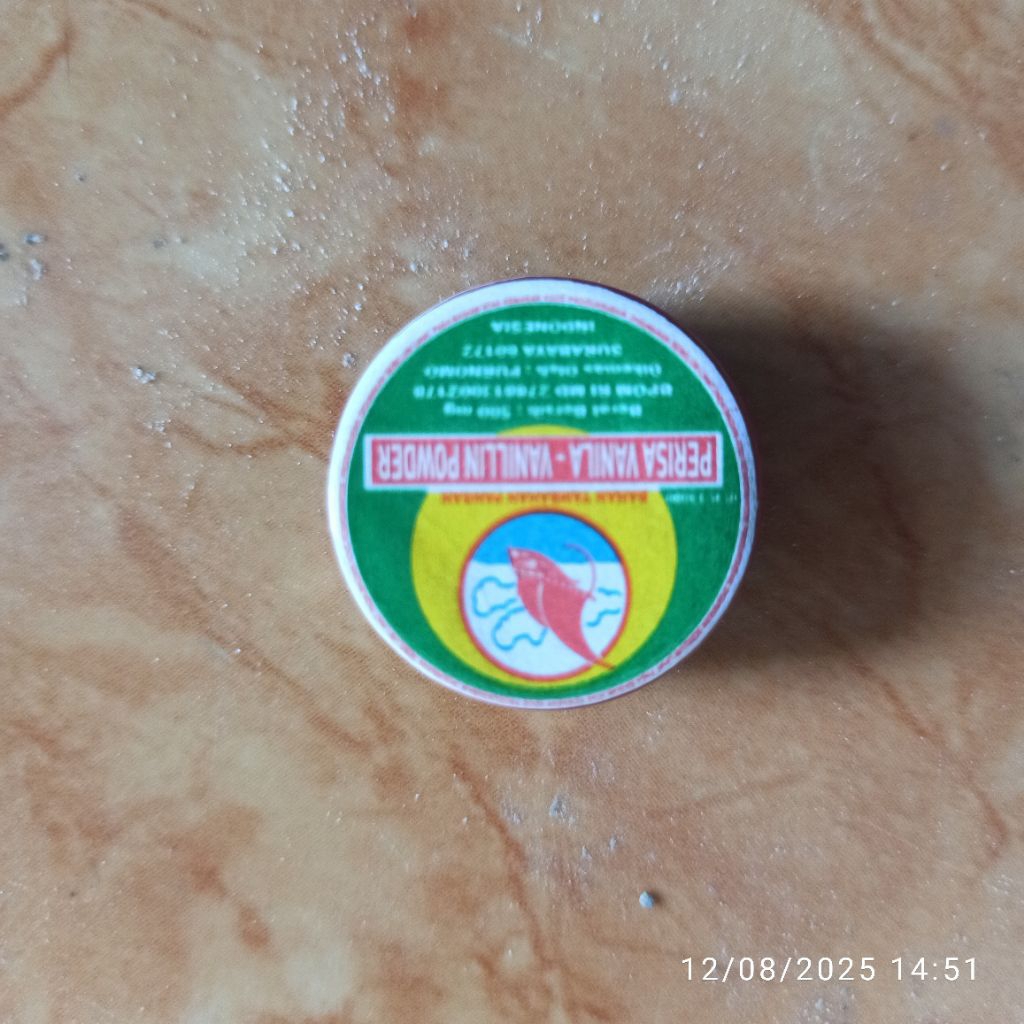 BAHAN TAMBAHAN PANGAN
PERISA VANILA - VANILLIN POWDER
Berat Bersih : 500 mg
BPOM RI MD
Dikemas Oleh : PURNOMO
SURABAYA 60172
INDONESIA
12/08/2025 14:51